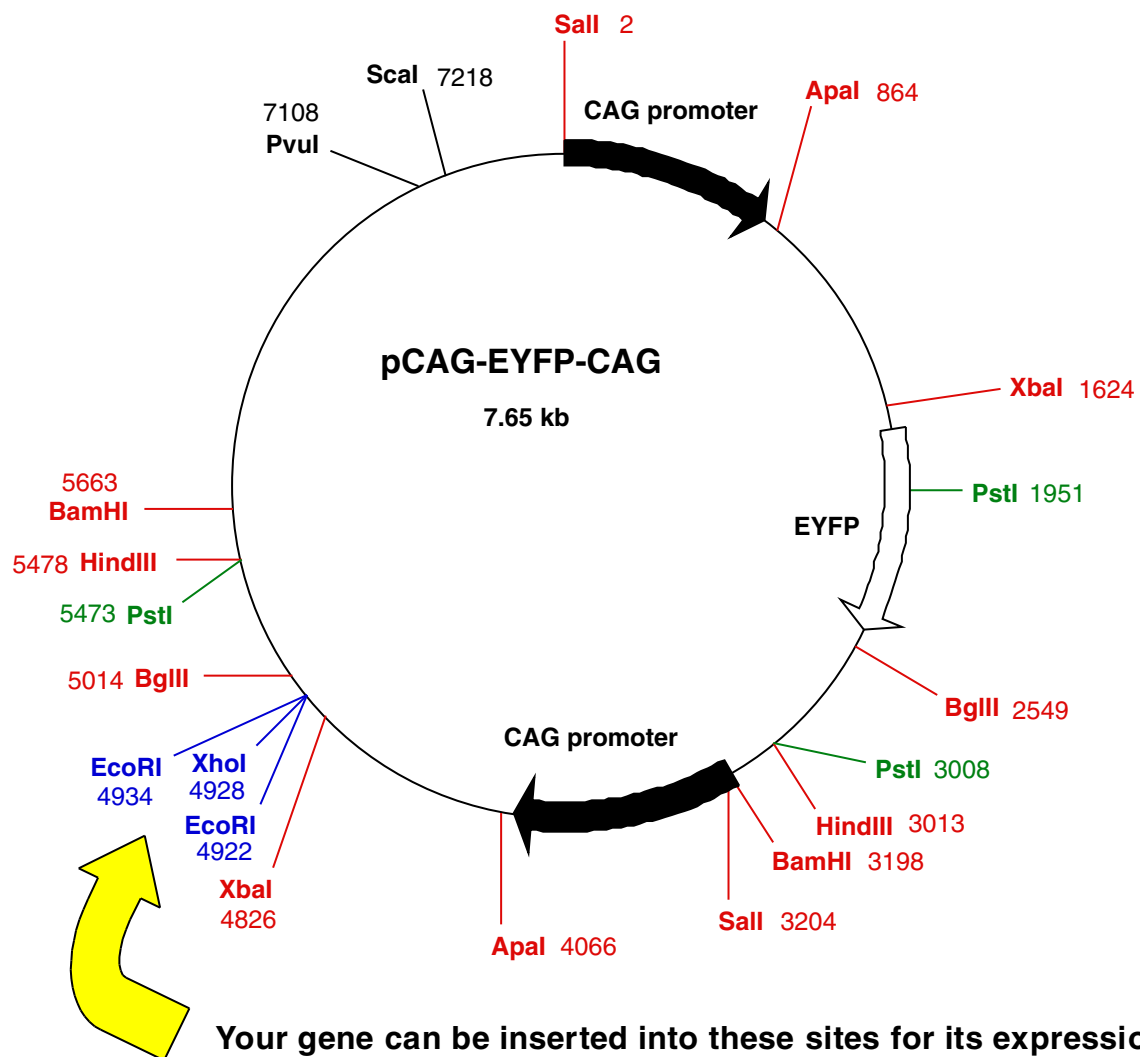 SalI 2
ScaI 7218
ApaI 864
CAG promoter
7108
PvuI
pCAG-EYFP-CAG
XbaI 1624
7.65 kb
5663
BamHI
PstI 1951
EYFP
5478 HindIII
5473 PstI
5014 BglII
BglII 2549
CAG promoter
EcoRI
4934
XhoI
4928
PstI 3008
EcoRI
4922
HindIII 3013
BamHI 3198
XbaI
4826
SalI 3204
ApaI 4066
Your gene can be inserted into these sites for its expressio